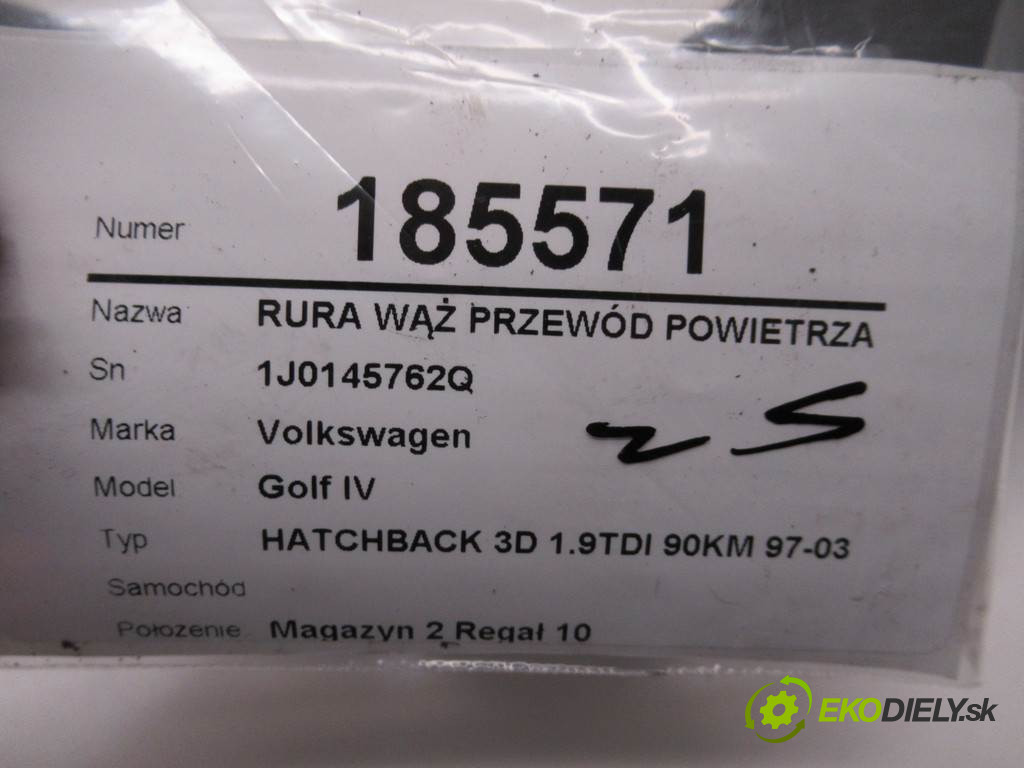 Numer 185571
Nazwa RURA WĄŻ PRZEWÓD POWIETRZA
Sn 1J0145762Q
Marka Volkswagen
Model Golf IV
Typ HATCHBACK 3D 1.9TDI 90KM 97-03
Samochód
Położenie Magazyn 2 Regał 10
EKODIELY.sk